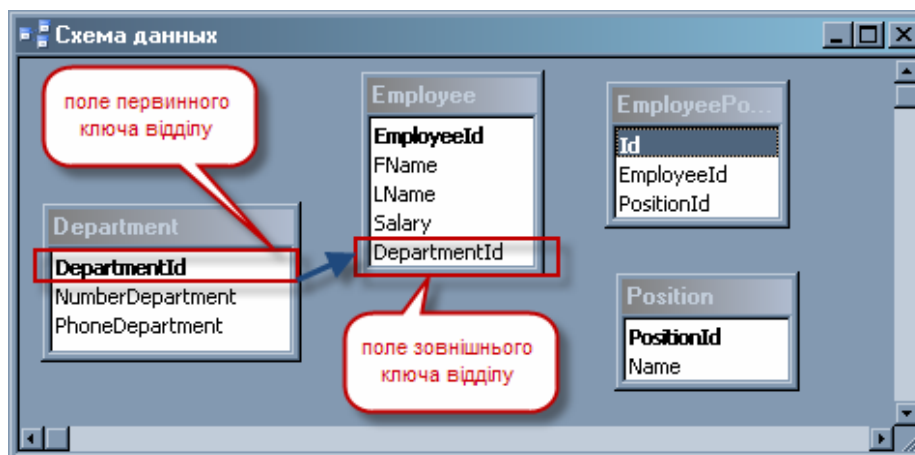 Схема данных
поле первинного
ключа відділу
Employee
EmployeeId
FName
LName
Salary
DepartmentId
EmployeePo...
Id
EmployeeId
PositionId
Department
DepartmentId
NumberDepartment
PhoneDepartment
поле зовнішнього
ключа відділу
Position
PositionId
Name